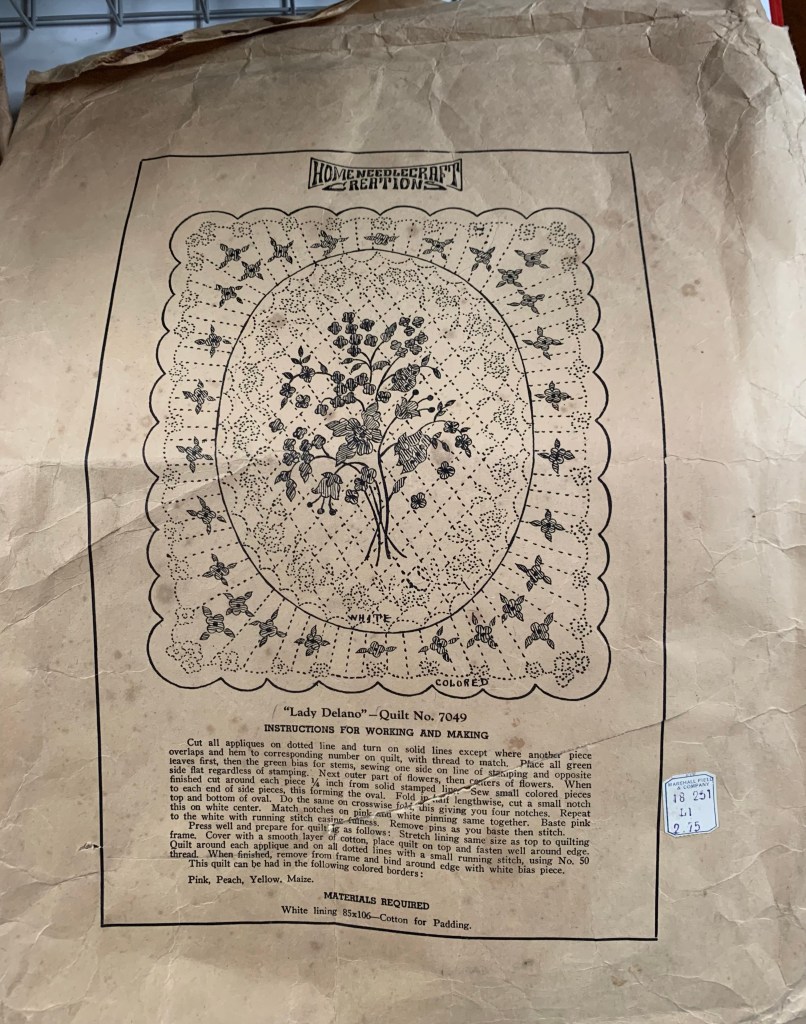 HOME NEEDLECRAFT
CREATIONS
WHITE
COLORED
"Lady Delano"—Quilt No. 7049
INSTRUCTIONS FOR WORKING AND MAKING
Cut all appliques on dotted line and turn on solid lines except where another piece
overlaps and hem to corresponding number on quilt, with thread to match. Place all green
leaves first, then the green bias for stems, sewing one side on line of stamping and opposite
side flat regardless of stamping. Next outer part of flowers, then centers of flowers. When
finished cut around each piece ¼ inch from solid stamped line. Sew small colored pieces
to each end of side pieces, this forming the oval. Fold in half lengthwise, cut a small notch
top and bottom of oval. Do the same on crosswise fold, this giving you four notches. Repeat
this on white center. Match notches on pink and white pinning same together. Baste pink
to the white with running stitch easing fulness. Remove pins as you baste then stitch.
Press well and prepare for quilting as follows: Stretch lining same size as top to quilting
frame. Cover with a smooth layer of cotton, place quilt on top and fasten well around edge.
Quilt around each applique and on all dotted lines with a small running stitch, using No. 50
thread. When finished, remove from frame and bind around edge with white bias piece.
This quilt can be had in the following colored borders:
Pink, Peach, Yellow, Maize.
MATERIALS REQUIRED
White lining 85x106—Cotton for Padding.
MARSHALL FIELD
& COMPANY
18 251
L1
2.75